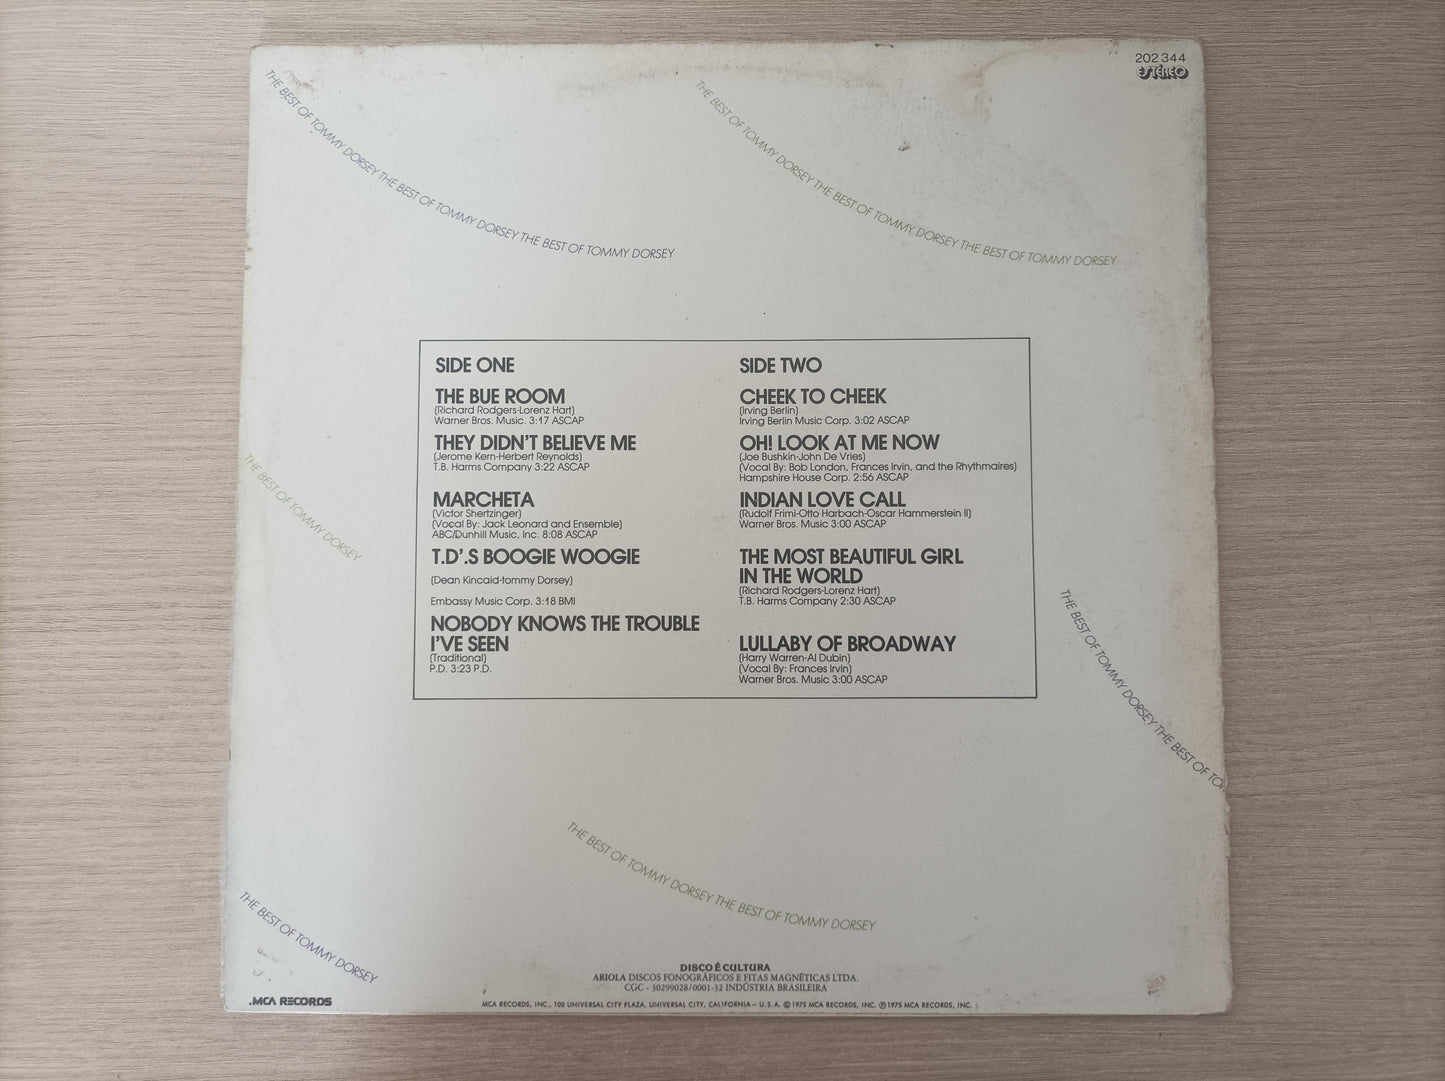 202 344
ESTÉREO
THE BEST OF TOMMY DORSEY THE BEST OF TOMMY DORSEY THE BEST OF TOMMY DORSEY
THE BEST OF TOMMY DORSEY THE BEST OF TOMMY DORSEY THE BEST OF TOMMY DORSEY
SIDE ONE
THE BUE ROOM
(Richard Rodgers-Lorenz Hart)
Warner Bros. Music. 3:17 ASCAP
THEY DIDN'T BELIEVE ME
(Jerome Kern-Herbert Reynolds)
T.B. Harms Company 3:22 ASCAP
MARCHETA
(Victor Shertzinger)
(Vocal By: Jack Leonard and Ensemble)
ABC/Dunhill Music, Inc. 8:08 ASCAP
T.D'.S BOOGIE WOOGIE
(Dean Kincaid-tommy Dorsey)
Embassy Music Corp. 3:18 BMI
NOBODY KNOWS THE TROUBLE
I'VE SEEN
(Traditional)
P.D. 3:23 P.D.
SIDE TWO
CHEEK TO CHEEK
(Irving Berlin)
Irving Berlin Music Corp. 3:02 ASCAP
OH! LOOK AT ME NOW
(Joe Bushkin-John De Vries)
(Vocal By: Bob London, Frances Irvin, and the Rhythmaires)
Hampshire House Corp. 2:56 ASCAP
INDIAN LOVE CALL
(Rudolf Frimi-Otto Harbach-Oscar Hammerstein II)
Warner Bros. Music 3:00 ASCAP
THE MOST BEAUTIFUL GIRL
IN THE WORLD
(Richard Rodgers-Lorenz Hart)
T.B. Harms Company 2:30 ASCAP
LULLABY OF BROADWAY
(Harry Warren-Al Dubin)
(Vocal By: Frances Irvin)
Warner Bros. Music 3:00 ASCAP
THE BEST OF TOMMY DORSEY
THE BEST OF TOMMY DORSEY THE BEST OF TO
THE BEST OF TOMMY DORSEY THE BEST OF TOMMY DORSEY
THE BEST OF TOMMY DORSEY
DISCO É CULTURA
ARIOLA DISCOS FONOGRÁFICOS E FITAS MAGNÉTICAS LTDA.
CGC - 30299028/0001-32 INDÚSTRIA BRASILEIRA
.MCA RECORDS
MCA RECORDS, INC., 100 UNIVERSAL CITY PLAZA, UNIVERSAL CITY, CALIFORNIA - U.S.A. ©1975 MCA RECORDS, INC. ℗1975 MCA RECORDS, INC.